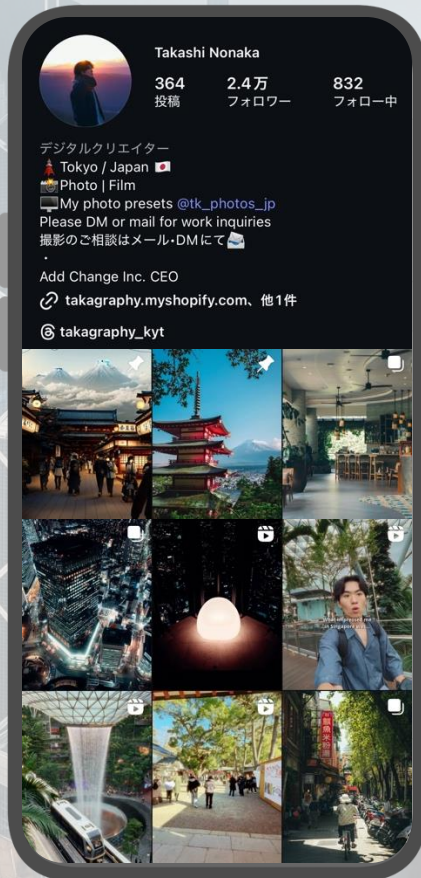 Takashi Nonaka
364 2.4万 832
投稿 フォロワー フォロー中
デジタルクリエイター
🗼 Tokyo / Japan 🇯🇵
📸Photo | Film
🖥️My photo presets @tk_photos_jp
Please DM or mail for work inquiries
撮影のご相談はメール・DMにて📨
・
Add Change Inc. CEO
takagraphy.myshopify.com、他1件
takagraphy_kyt